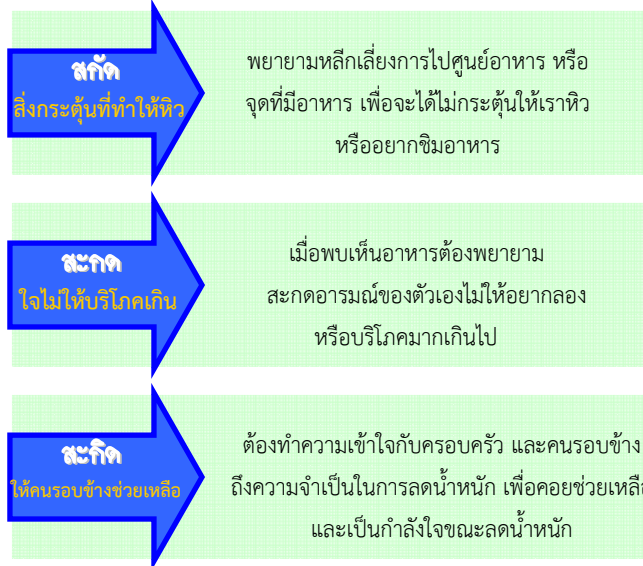 สกัด
สิ่งกระตุ้นที่ทำให้หิว
พยายามหลีกเลี่ยงการไปศูนย์อาหาร หรือ
จุดที่มีอาหาร เพื่อจะได้ไม่กระตุ้นให้เราหิว
หรืออยากชิมอาหาร
สะกด
ใจไม่ให้บริโภคเกิน
เมื่อพบเห็นอาหารต้องพยายาม
สะกดอารมณ์ของตัวเองไม่ให้อยากลอง
หรือบริโภคมากเกินไป
สะกิด
ให้คนรอบข้างช่วยเหลือ
ต้องทำความเข้าใจกับครอบครัว และคนรอบข้าง
ถึงความจำเป็นในการลดน้ำหนัก เพื่อคอยช่วยเหลือ
และเป็นกำลังใจขณะลดน้ำหนัก